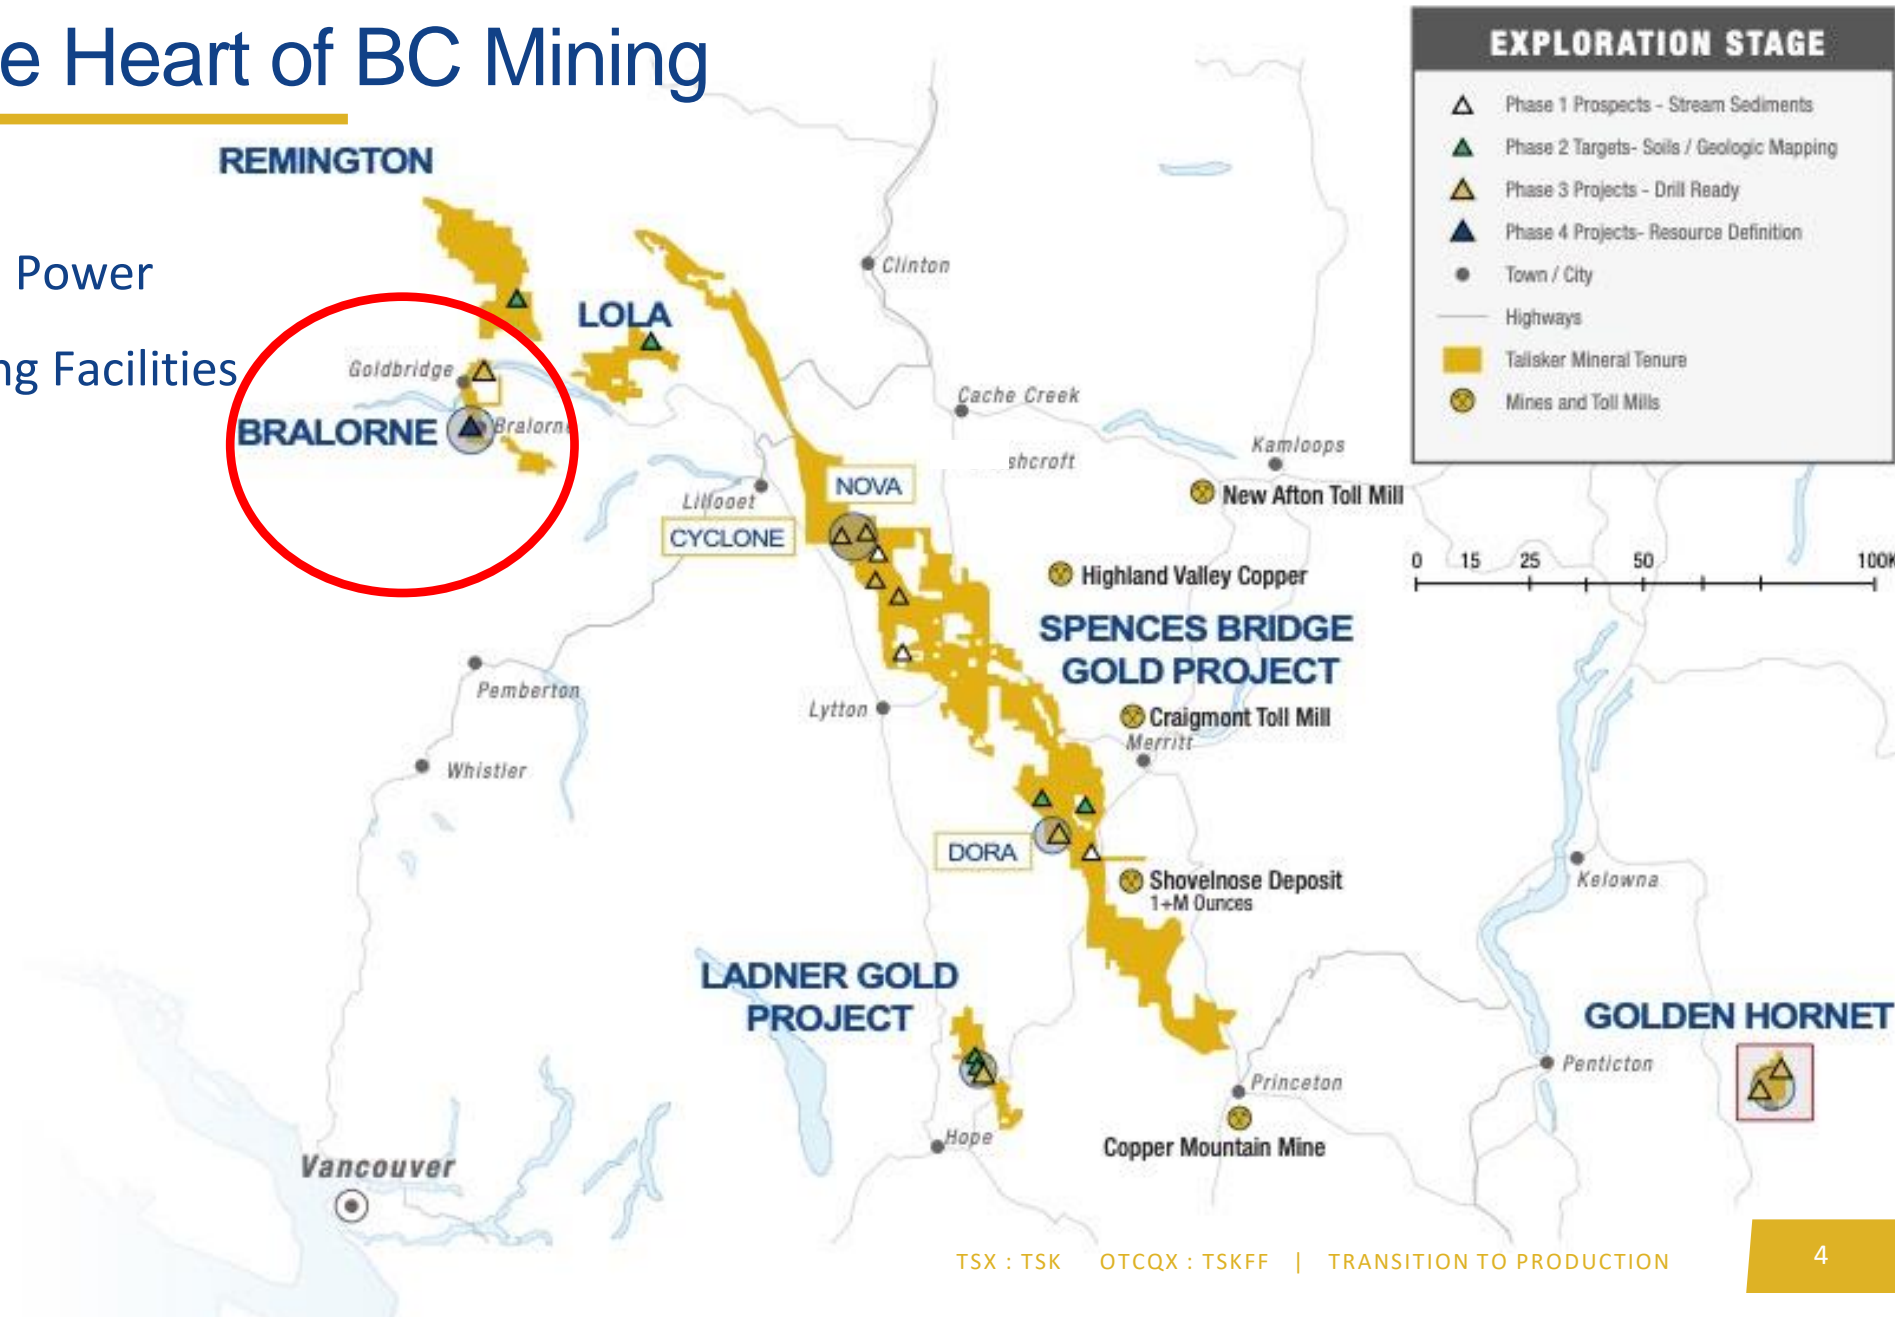 e Heart of BC Mining
Power
ng Facilities
EXPLORATION STAGE
Phase 1 Prospects - Stream Sediments
Phase 2 Targets- Soils / Geologic Mapping
Phase 3 Projects - Drill Ready
Phase 4 Projects- Resource Definition
Town / City
Highways
Talisker Mineral Tenure
Mines and Toll Mills
0 15 25 50 100K
REMINGTON
LOLA
Clinton
Goldbridge
BRALORNE
Bralorne
Cache Creek
shcroft
Kamloops
New Afton Toll Mill
Lillooet
NOVA
CYCLONE
Highland Valley Copper
SPENCES BRIDGE
GOLD PROJECT
Pemberton
Lytton
Craigmont Toll Mill
Merritt
Whistler
DORA
Shovelnose Deposit
1+M Ounces
Kelowna
LADNER GOLD
PROJECT
GOLDEN HORNET
Penticton
Princeton
Hope
Copper Mountain Mine
Vancouver
TSX : TSK OTCQX : TSKFF | TRANSITION TO PRODUCTION
4